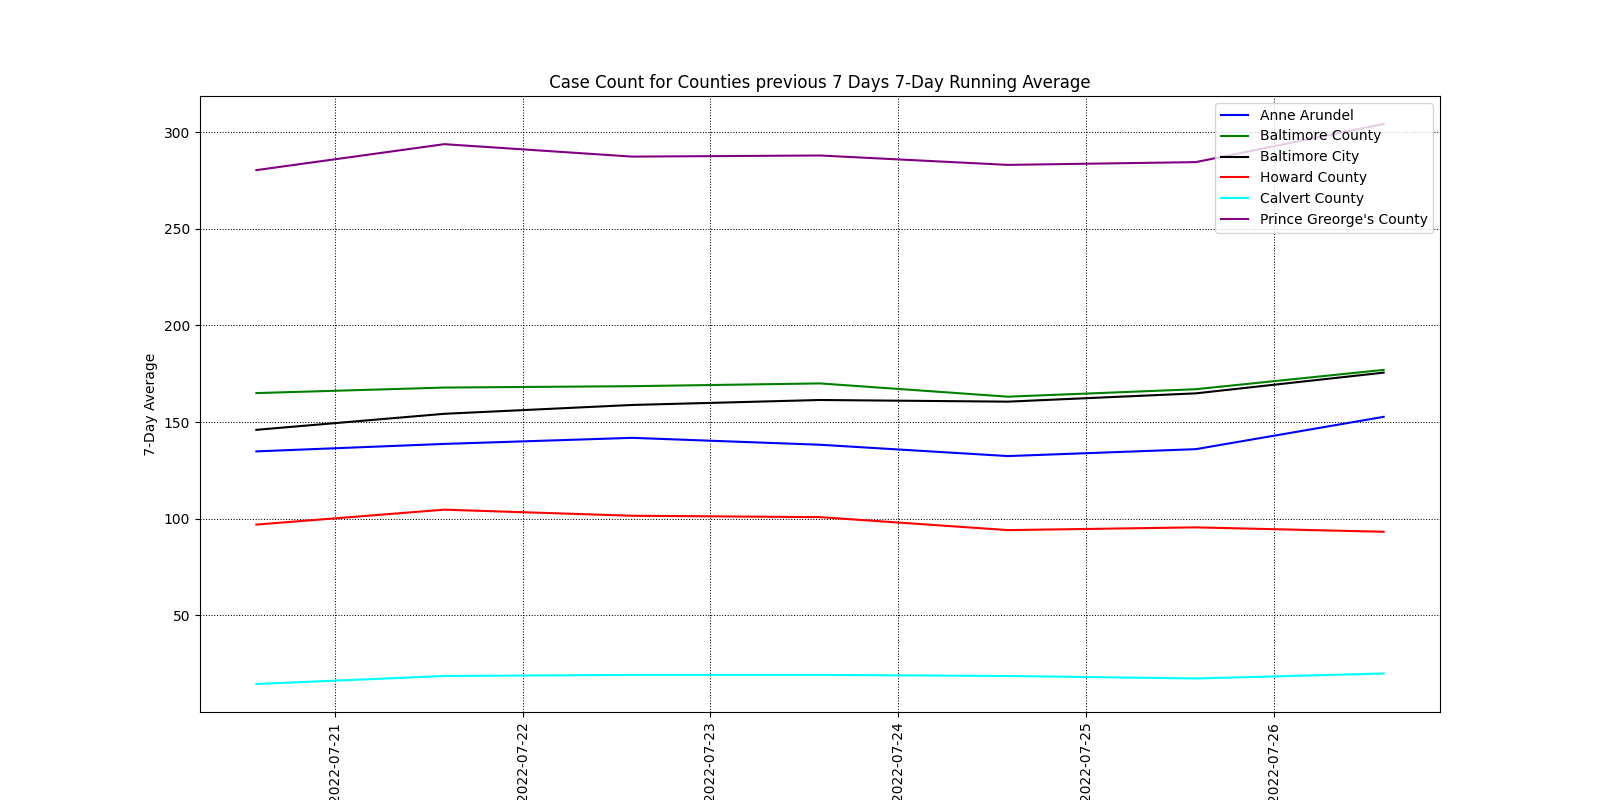 Case Count for Counties previous 7 Days 7-Day Running Average
Anne Arundel
Baltimore County
Baltimore City
Howard County
Calvert County
Prince Greorge's County
300
250
200
150
100
50
7-Day Average
2022-07-21
2022-07-22
2022-07-23
2022-07-24
2022-07-25
2022-07-26